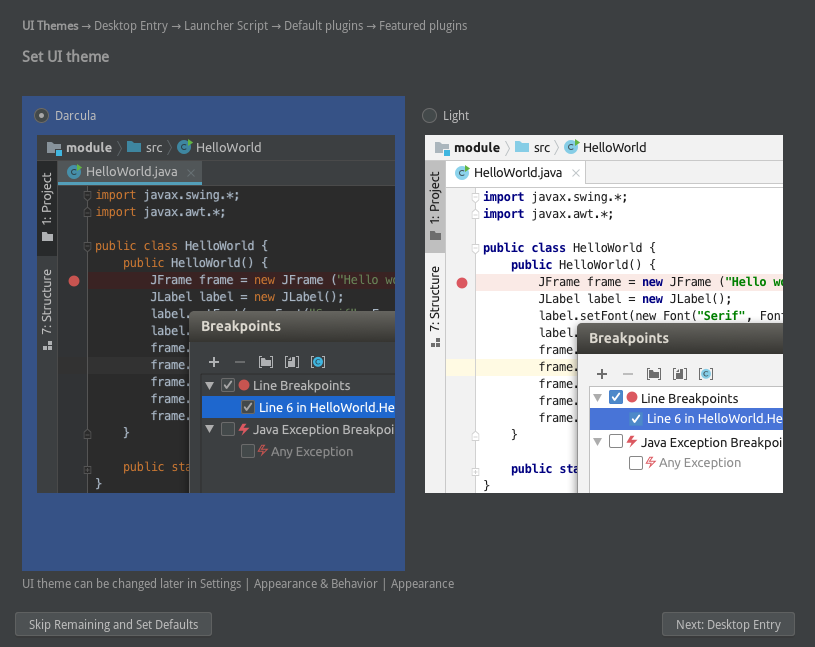 UI Themes → Desktop Entry → Launcher Script → Default plugins → Featured plugins
Set UI theme
Darcula
module
src
HelloWorld
HelloWorld.java
1: Project
7: Structure
import javax.swing.*;
import javax.awt.*;
public class HelloWorld {
public HelloWorld() {
JFrame frame = new JFrame ("Hello wo
JLabel label = new JLabel();
label.
label.
frame.
frame.
frame.
frame.
frame.
}
public sta
}
Breakpoints
Line Breakpoints
Line 6 in HelloWorld.He
Java Exception Breakpoi
Any Exception
Light
module
src
HelloWorld
HelloWorld.java
1: Project
7: Structure
import javax.swing.*;
import javax.awt.*;
public class HelloWorld {
public HelloWorld() {
JFrame frame = new JFrame ("Hello wo
JLabel label = new JLabel();
label.setFont(new Font("Serif", Font
label.
frame.
frame.
frame.
frame.
frame.
}
public sta
}
Breakpoints
Line Breakpoints
Line 6 in HelloWorld.He
Java Exception Breakpoi
Any Exception
UI theme can be changed later in Settings | Appearance & Behavior | Appearance
Skip Remaining and Set Defaults
Next: Desktop Entry